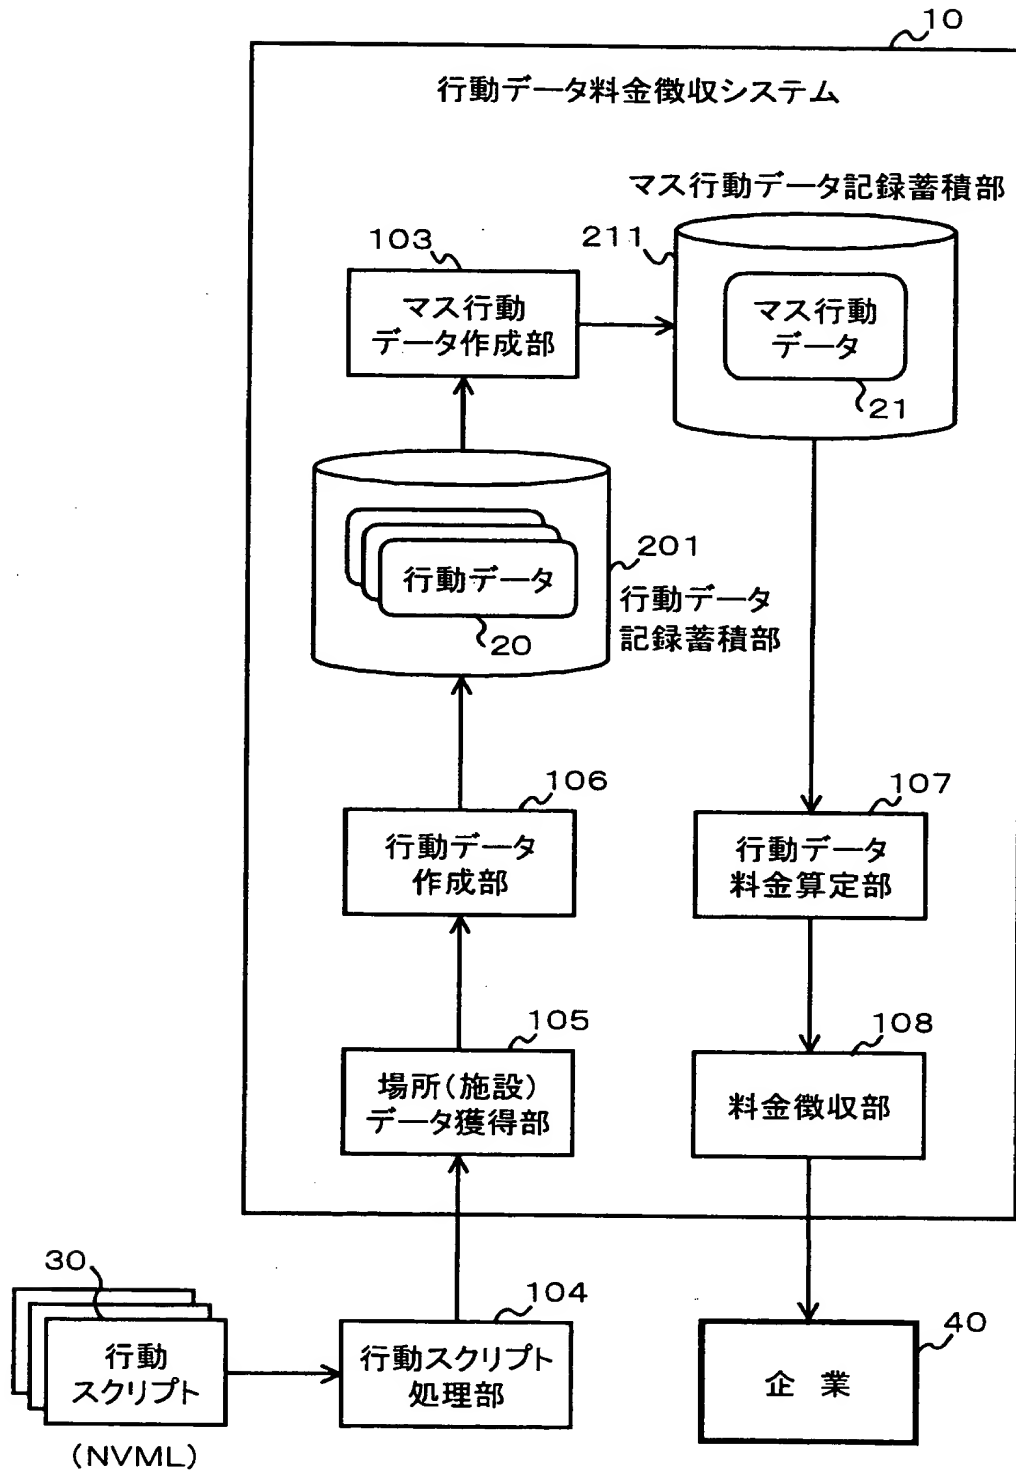 10
行動データ料金徴収システム
マス行動データ記録蓄積部
103
211
マス行動
データ作成部
マス行動
データ
21
201
行動データ
20
行動データ
記録蓄積部
106
行動データ
作成部
107
行動データ
料金算定部
105
場所(施設)
データ獲得部
108
料金徴収部
30
行動
スクリプト
(NVML)
104
行動スクリプト
処理部
40
企業